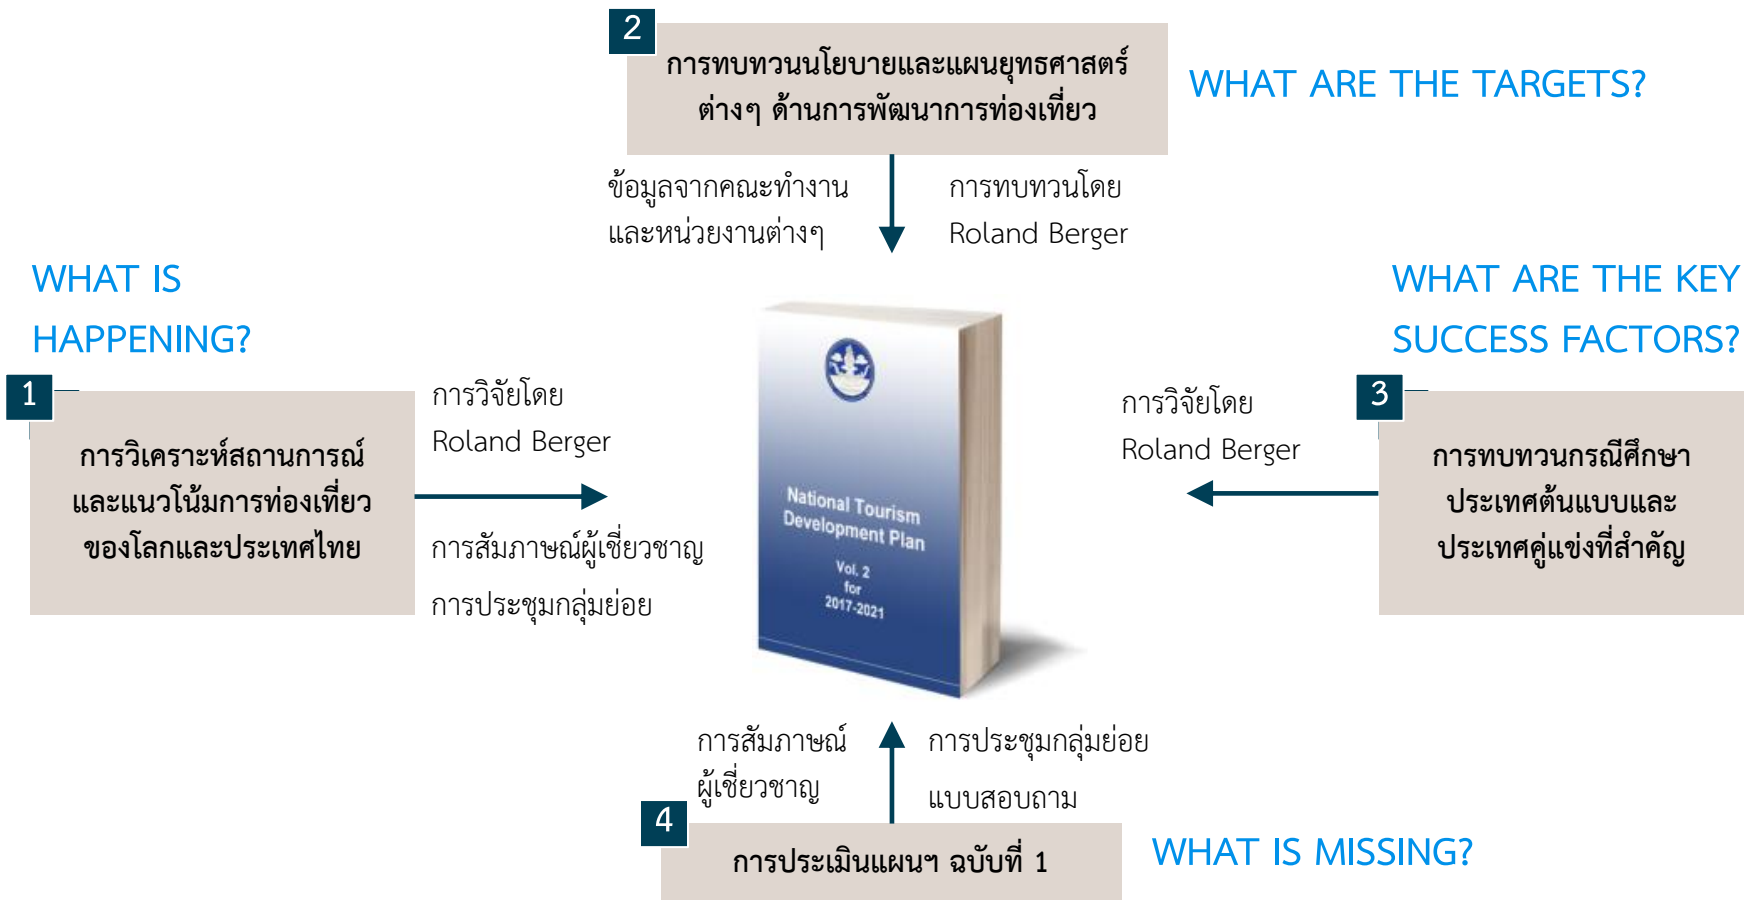 2
การทบทวนนโยบายและแผนยุทธศาสตร์
ต่างๆ ด้านการพัฒนาการท่องเที่ยว
WHAT ARE THE TARGETS?
ข้อมูลจากคณะทำงาน
และหน่วยงานต่างๆ
การทบทวนโดย
Roland Berger
WHAT IS
HAPPENING?
1
การวิเคราะห์สถานการณ์
และแนวโน้มการท่องเที่ยว
ของโลกและประเทศไทย
การวิจัยโดย
Roland Berger
การสัมภาษณ์ผู้เชี่ยวชาญ
การประชุมกลุ่มย่อย
National Tourism
Development Plan
Vol. 2
for
2017-2021
WHAT ARE THE KEY
SUCCESS FACTORS?
การวิจัยโดย
Roland Berger
3
การทบทวนกรณีศึกษา
ประเทศต้นแบบและ
ประเทศคู่แข่งที่สำคัญ
การสัมภาษณ์
ผู้เชี่ยวชาญ
การประชุมกลุ่มย่อย
แบบสอบถาม
4
การประเมินแผนฯ ฉบับที่ 1
WHAT IS MISSING?